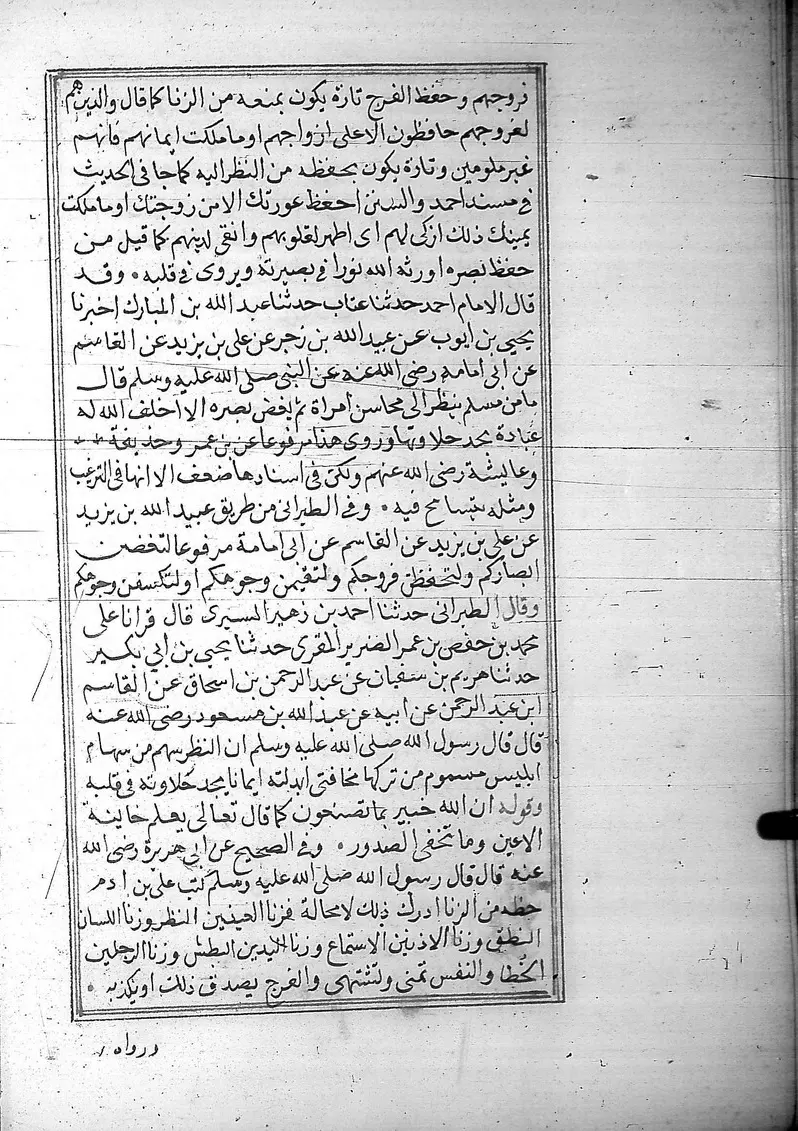 فروجهم وحفظ الفرج تارة يكون بمنعه من الزنا كما قال والذين هم
لفروجهم حافظون الا على ازواجهم او ما ملكت ايمانهم فانهم
غير ملومين وتارة يكون بحفظه من النظر اليه كما جا في الحديث
في مسند احمد والسنن احفظ عورتك الا من زوجتك او ما ملكت
يمينك ذلك ازكى لهم اى اطهر لقلوبهم وانقى لدينهم كما قيل من
حفظ بصره اورثه الله نورا في بصيرته ويروى في قلبه • وقد
قال الامام احمد حدثنا عتاب حدثنا عبد الله بن المبارك اخبرنا
يحيى بن ايوب عن عبيد الله بن زحر عن على بن يزيد عن القاسم
عن ابى امامة رضى الله عنه عن النبى صلى الله عليه وسلم قال
ما من مسلم ينظر الى محاسن امراة ثم يغض بصره الا اخلف الله له
عبادة يجد حلاوتها وروى هذا مرفوعا عن بن عمر وحذيفة
وعايشة رضى الله عنهم ولكن في اسنادها ضعف الا انها في الترغيب
ومثله يتسامح فيه • وفى الطبرانى من طريق عبيد الله بن يزيد
عن على بن يزيد عن القاسم عن ابى امامة مرفوعا لتغضن
ابصاركم ولتحفظن فروجكم ولتقيمن وجوهكم او لتكسفن وجوهكم
وقال الطبرانى حدثنا احمد بن زهير التسيرى قال قرانا على
محمد بن حفص بن عمر الضرير المقرى حدثنا يحيى بن ابي بكير
حدثنا هريم بن سفيان عن عبد الرحمن بن اسحاق عن القاسم
ابن عبد الرحمن عن ابيه عن عبد الله بن مسعود رضى الله عنه
قال قال رسول الله صلى الله عليه وسلم ان النظر سهم من سهام
ابليس مسموم من تركها مخافتى ابدلته ايمانا يجد حلاوته في قلبه
وقوله ان الله خبير بما تصنعون كما قال تعالى يعلم خاينة
الاعين وما تخفى الصدور • وفى الصحيح عن ابى هريرة رضى الله
عنه قال قال رسول الله صلى الله عليه وسلم كتب على بن ادم
حظه من الزنا ادرك ذلك لا محالة فزنا العينين النظر وزنا اللسان
النطق وزنا الاذنين الاستماع وزنا اليدين البطش وزنا الرجلين
الخطا والنفس تمنى وتشتهى والفرج يصدق ذلك او يكذبه •
ورواه